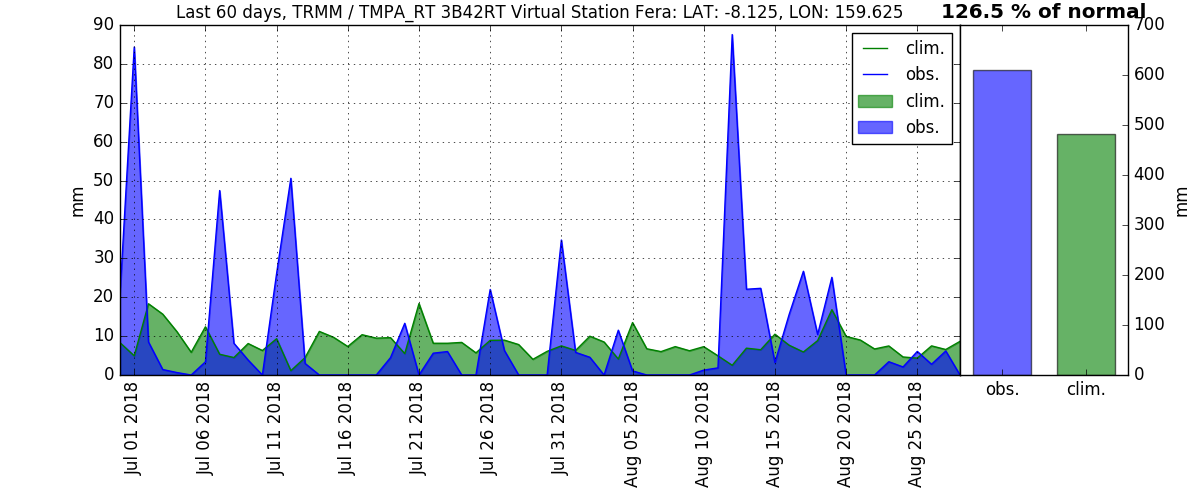 Last 60 days, TRMM / TMPA_RT 3B42RT Virtual Station Fera: LAT: -8.125, LON: 159.625
126.5 % of normal
90
80
70
60
50
40
30
20
10
0
mm
clim.
obs.
clim.
obs.
700
600
500
400
300
200
100
0
mm
Jul 01 2018
Jul 06 2018
Jul 11 2018
Jul 16 2018
Jul 21 2018
Jul 26 2018
Jul 31 2018
Aug 05 2018
Aug 10 2018
Aug 15 2018
Aug 20 2018
Aug 25 2018
obs.
clim.